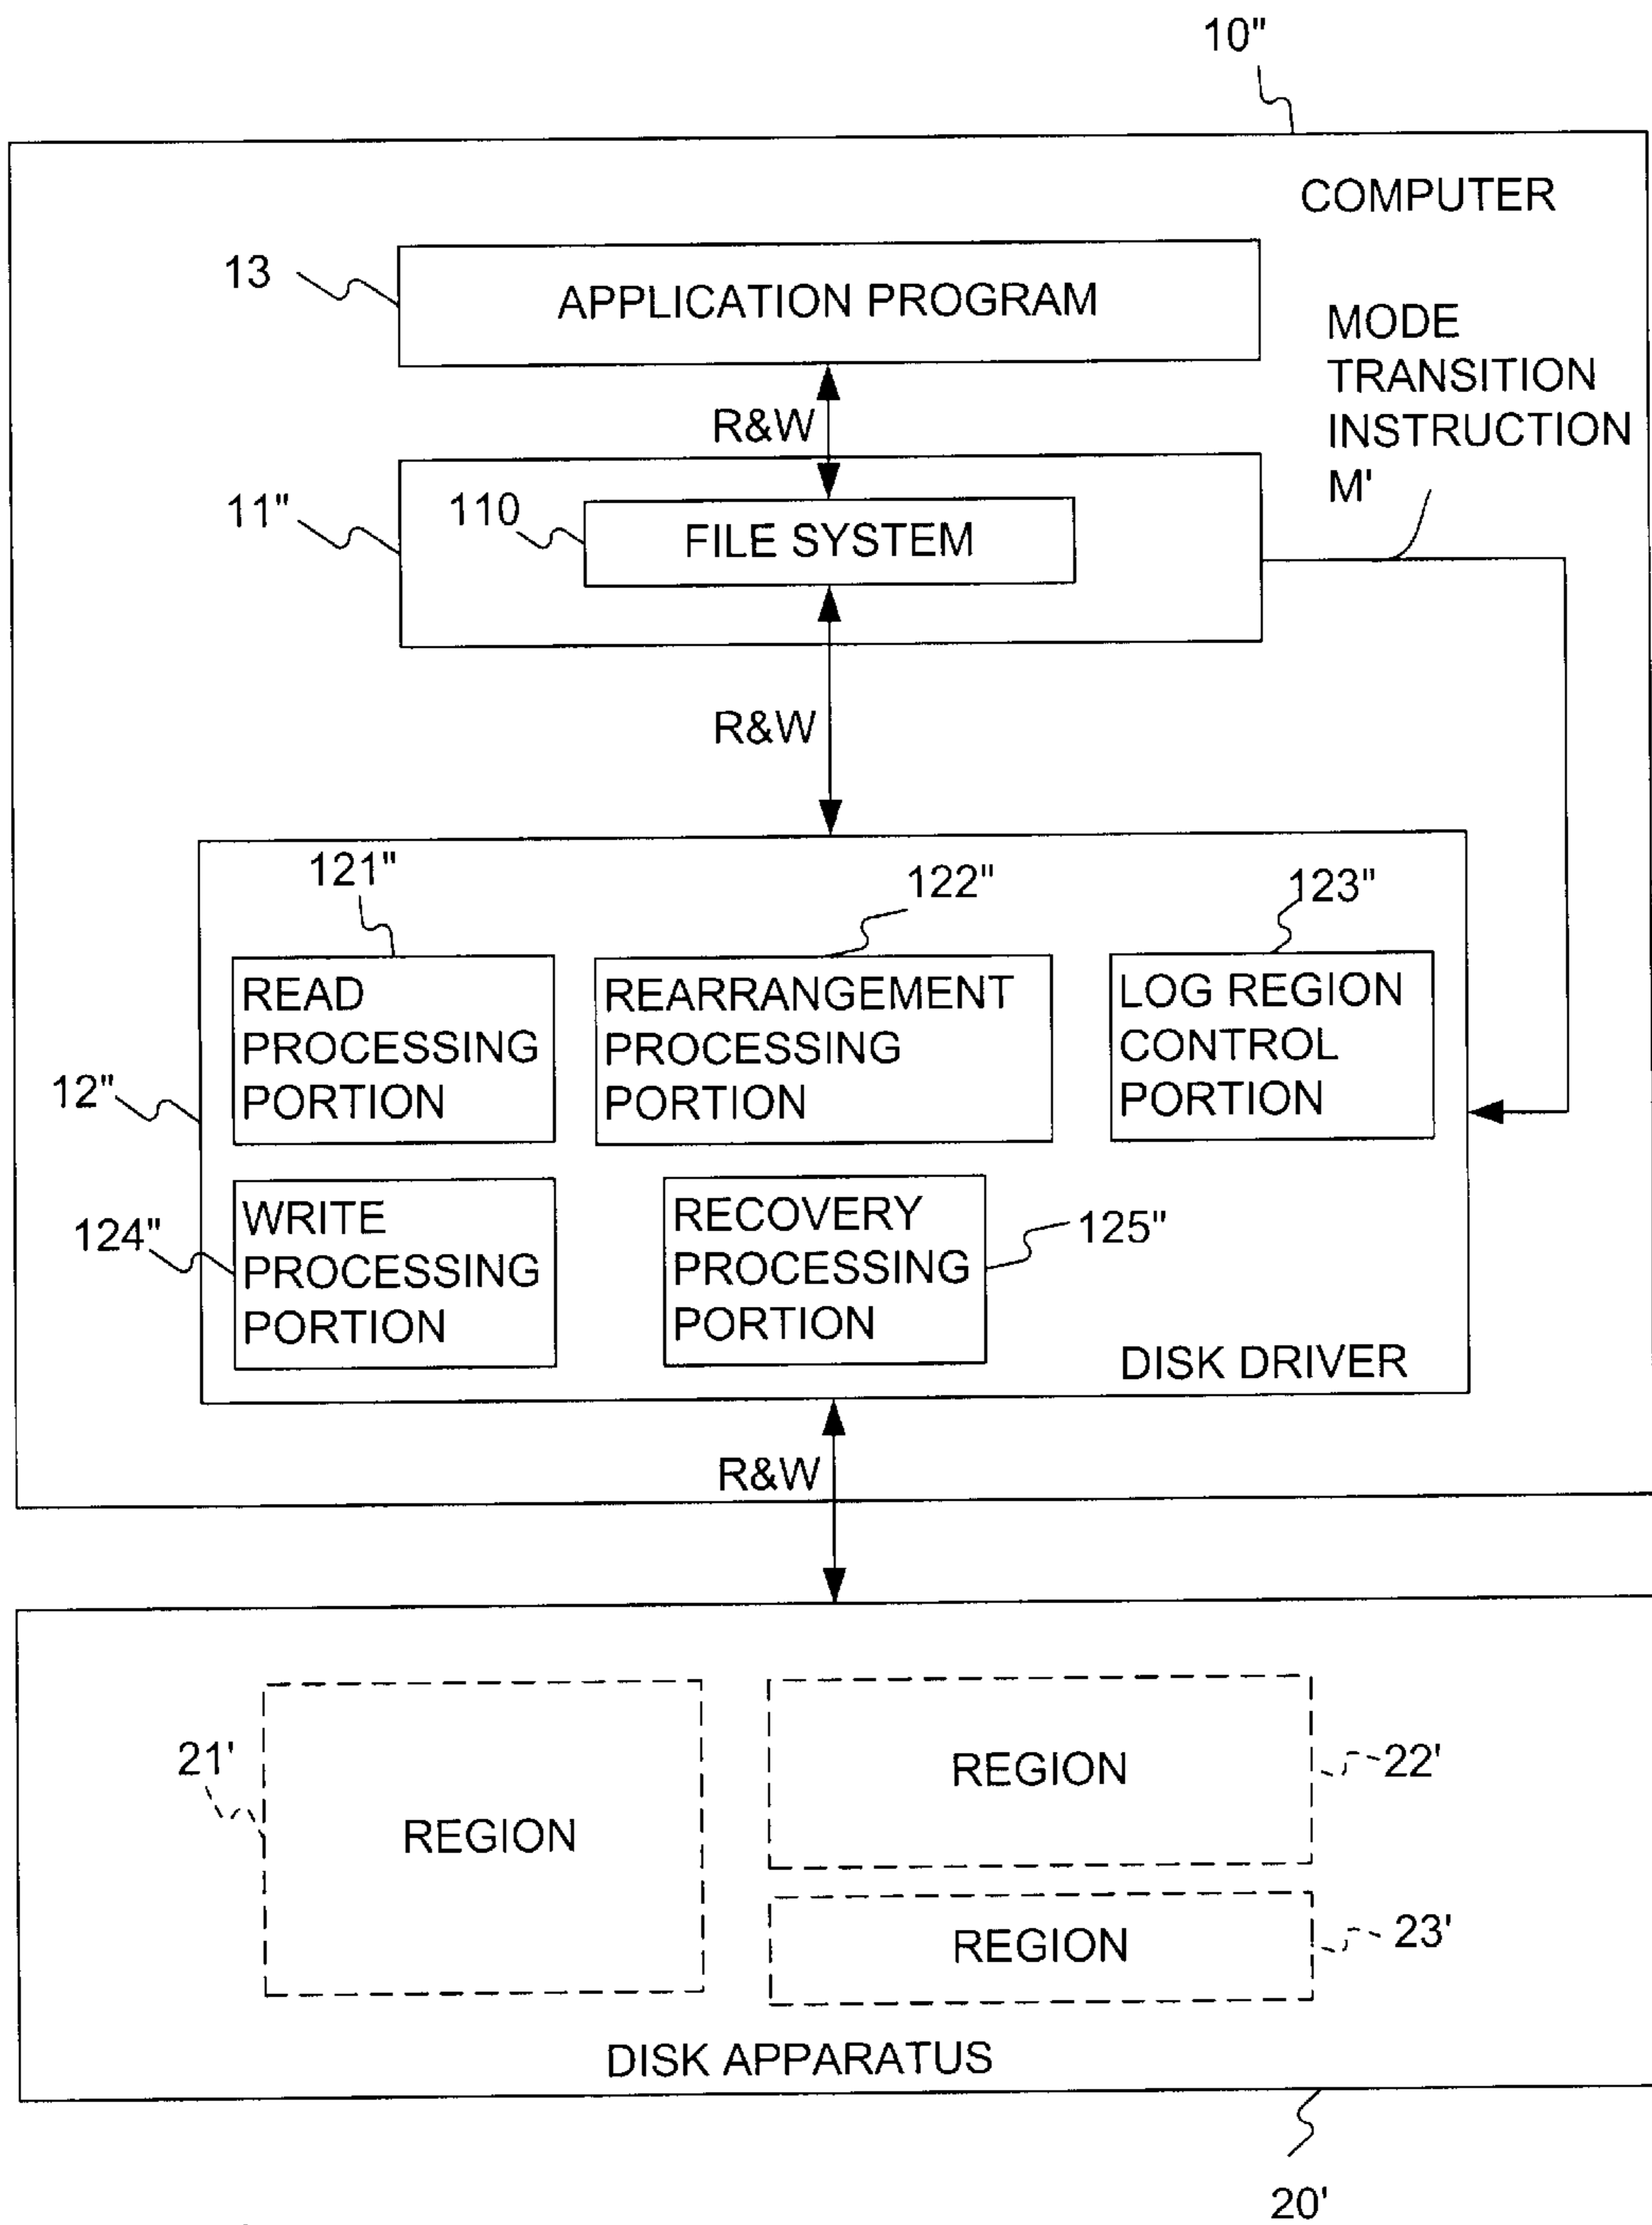 10"
COMPUTER
13
APPLICATION PROGRAM
MODE
TRANSITION
INSTRUCTION
M'
R&W
11"
110
FILE SYSTEM
R&W
121"
122"
123"
READ
PROCESSING
PORTION
REARRANGEMENT
PROCESSING
PORTION
LOG REGION
CONTROL
PORTION
12"
124"
WRITE
PROCESSING
PORTION
RECOVERY
PROCESSING
PORTION
125"
DISK DRIVER
R&W
21'
REGION
REGION
22'
REGION
23'
DISK APPARATUS
20'